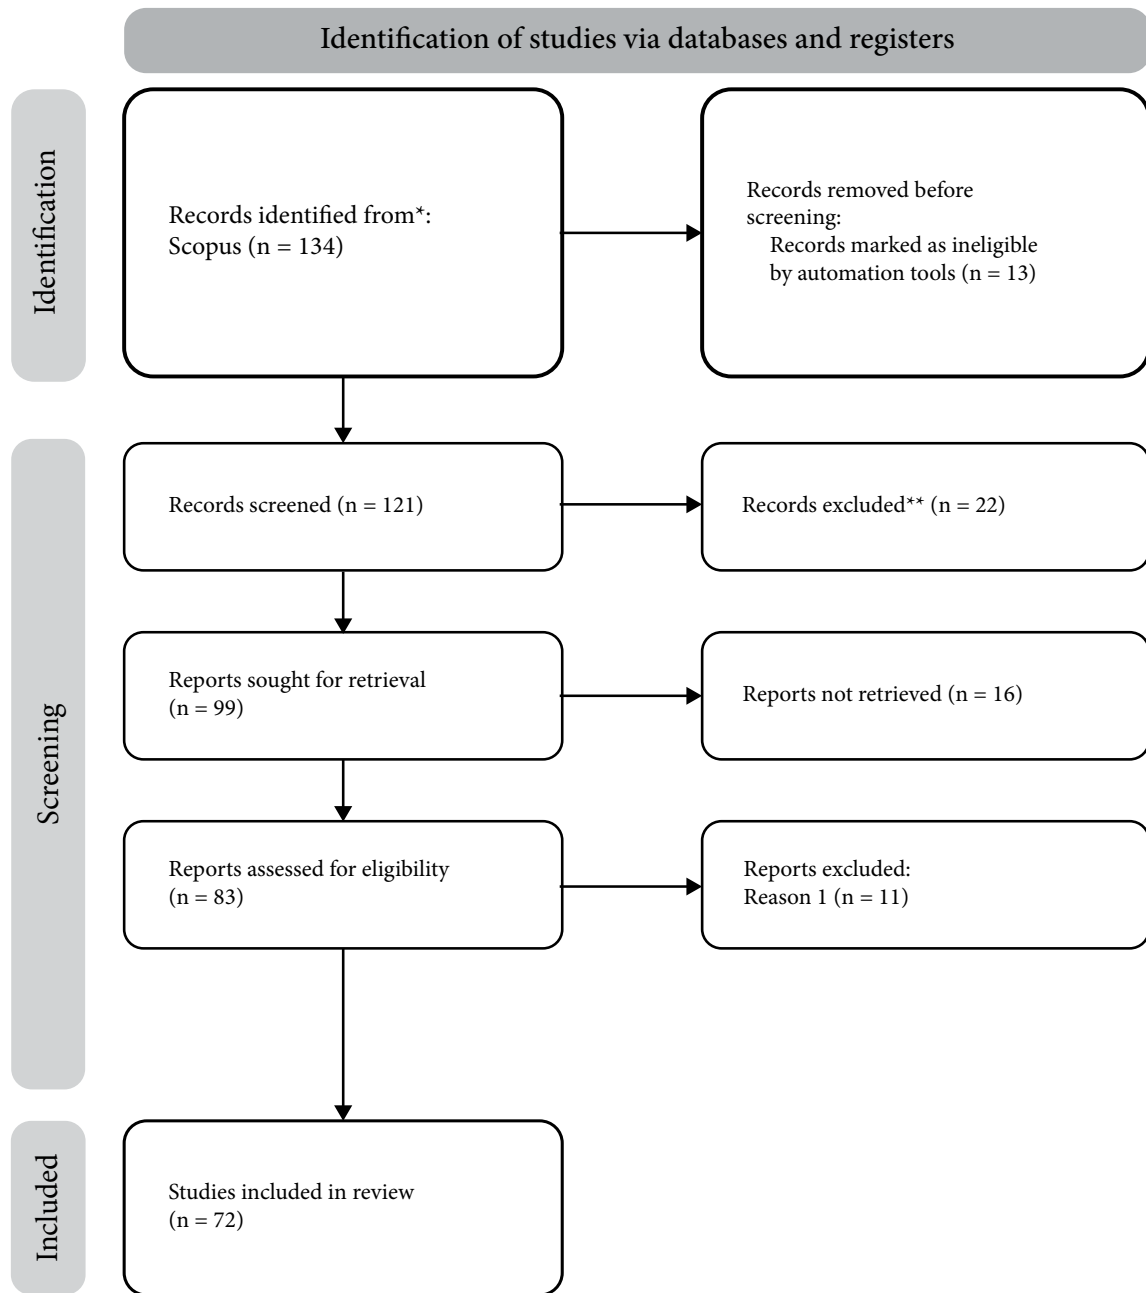 Identification of studies via databases and registers
Identification
Records identified from*:
Scopus (n = 134)
Records removed before
screening:
Records marked as ineligible
by automation tools (n = 13)
Screening
Records screened (n = 121)
Records excluded** (n = 22)
Reports sought for retrieval
(n = 99)
Reports not retrieved (n = 16)
Reports assessed for eligibility
(n = 83)
Reports excluded:
Reason 1 (n = 11)
Included
Studies included in review
(n = 72)